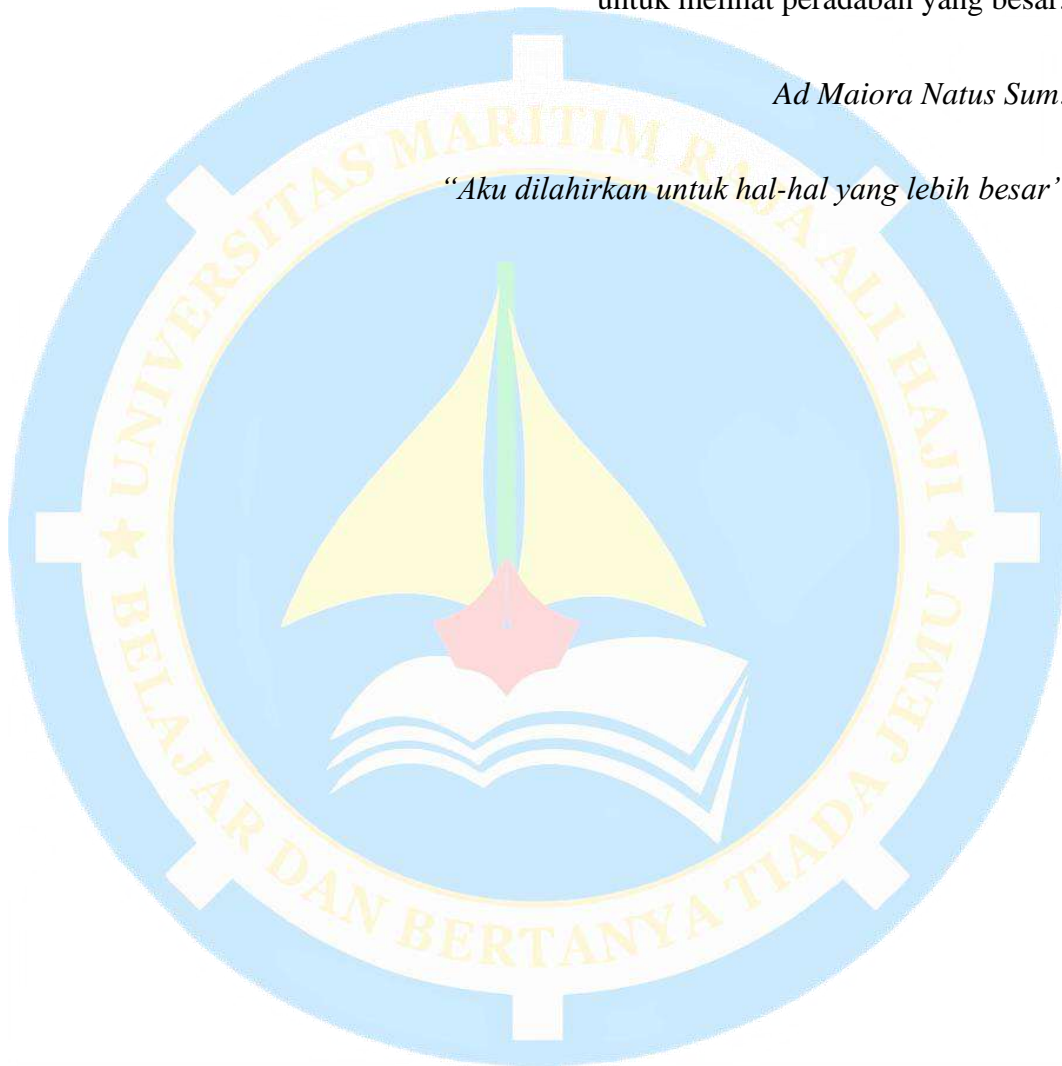 untuk melihat peradaban yang besar.
Ad Maiora Natus Sum.
“Aku dilahirkan untuk hal-hal yang lebih besar”
UNIVERSITAS MARITIM RAJA ALI HAJI
BELAJAR DAN BERTANYA TIADA JEMU